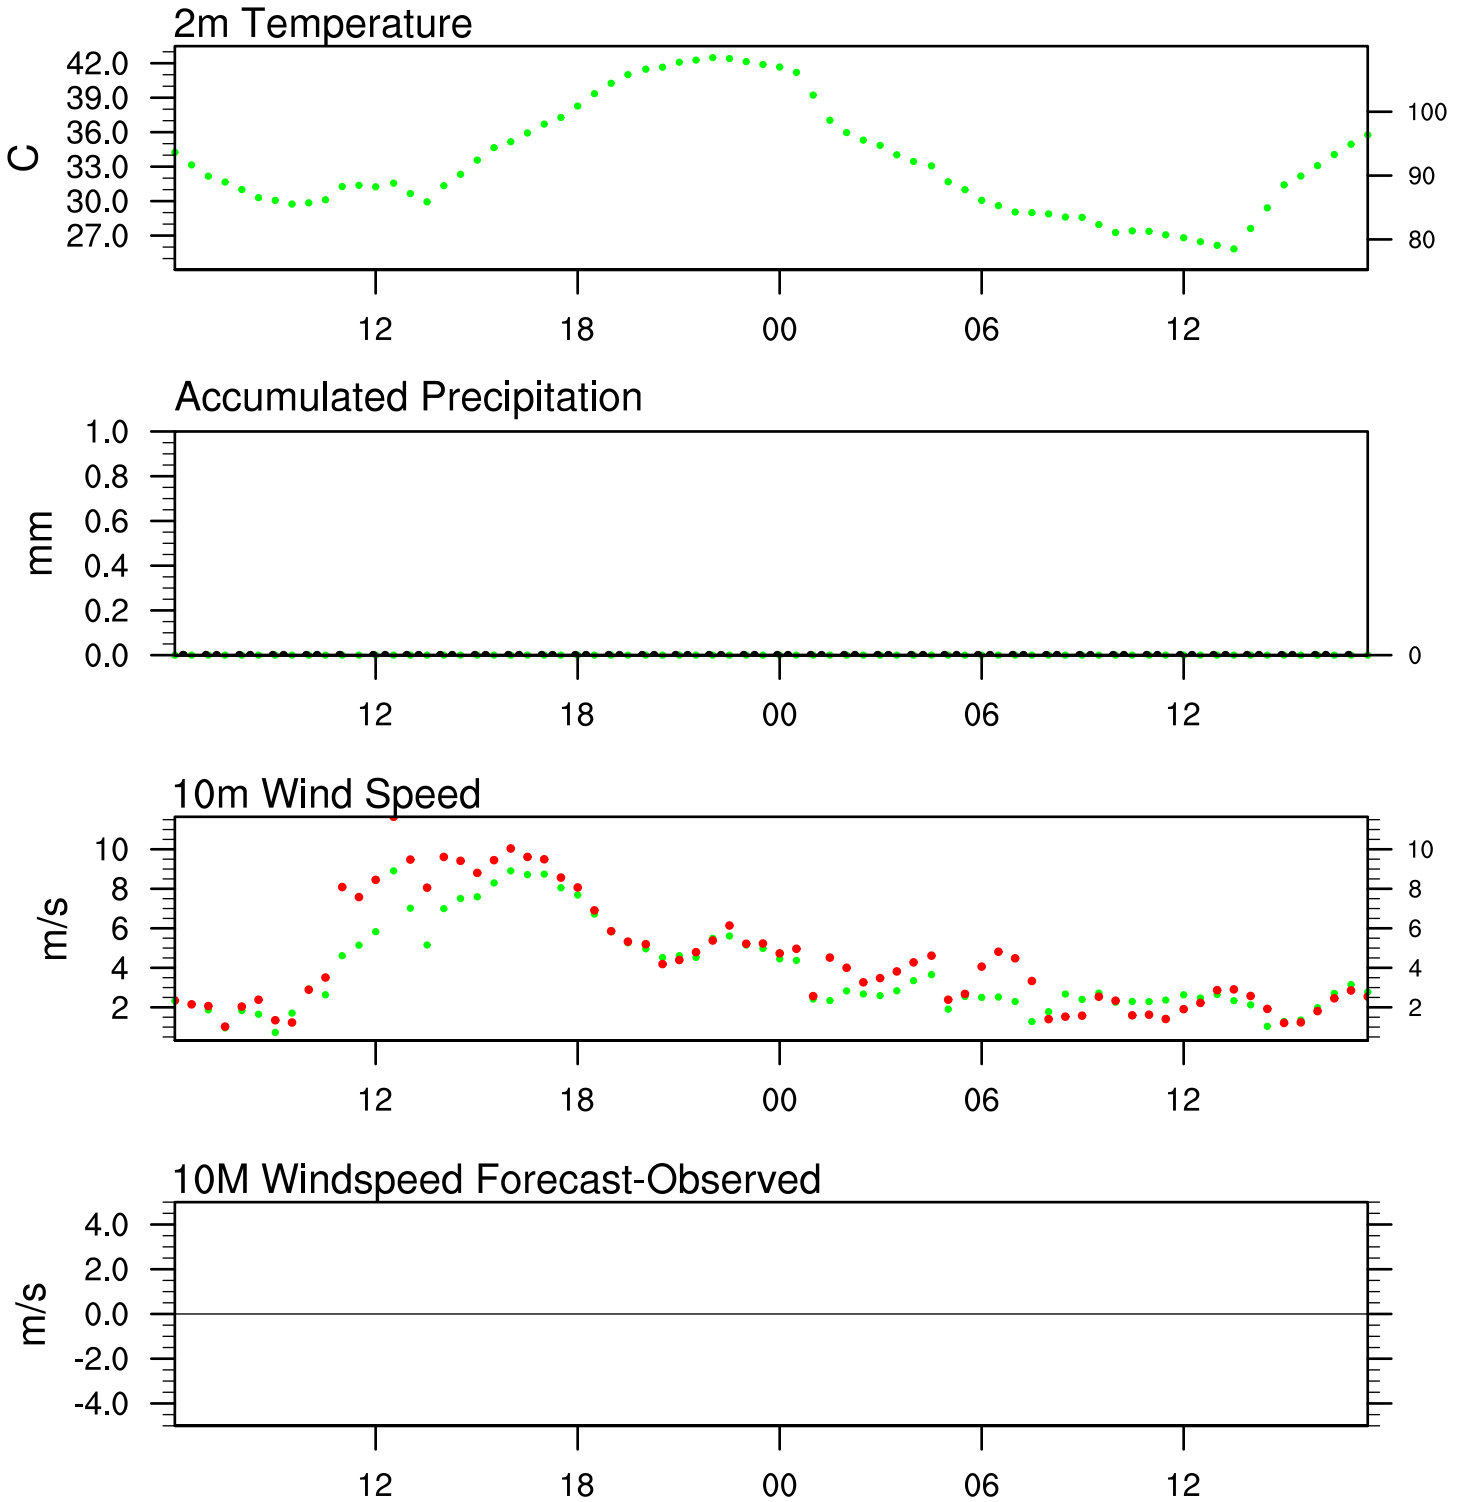 2m Temperature
42.0
39.0
36.0
33.0
30.0
27.0
C
100
90
80
12 18 00 06 12
Accumulated Precipitation
1.0
0.8
0.6
0.4
0.2
0.0
mm
0
12 18 00 06 12
10m Wind Speed
10
8
6
4
2
m/s
10
8
6
4
2
12 18 00 06 12
10M Windspeed Forecast-Observed
4.0
2.0
0.0
-2.0
-4.0
m/s
12 18 00 06 12